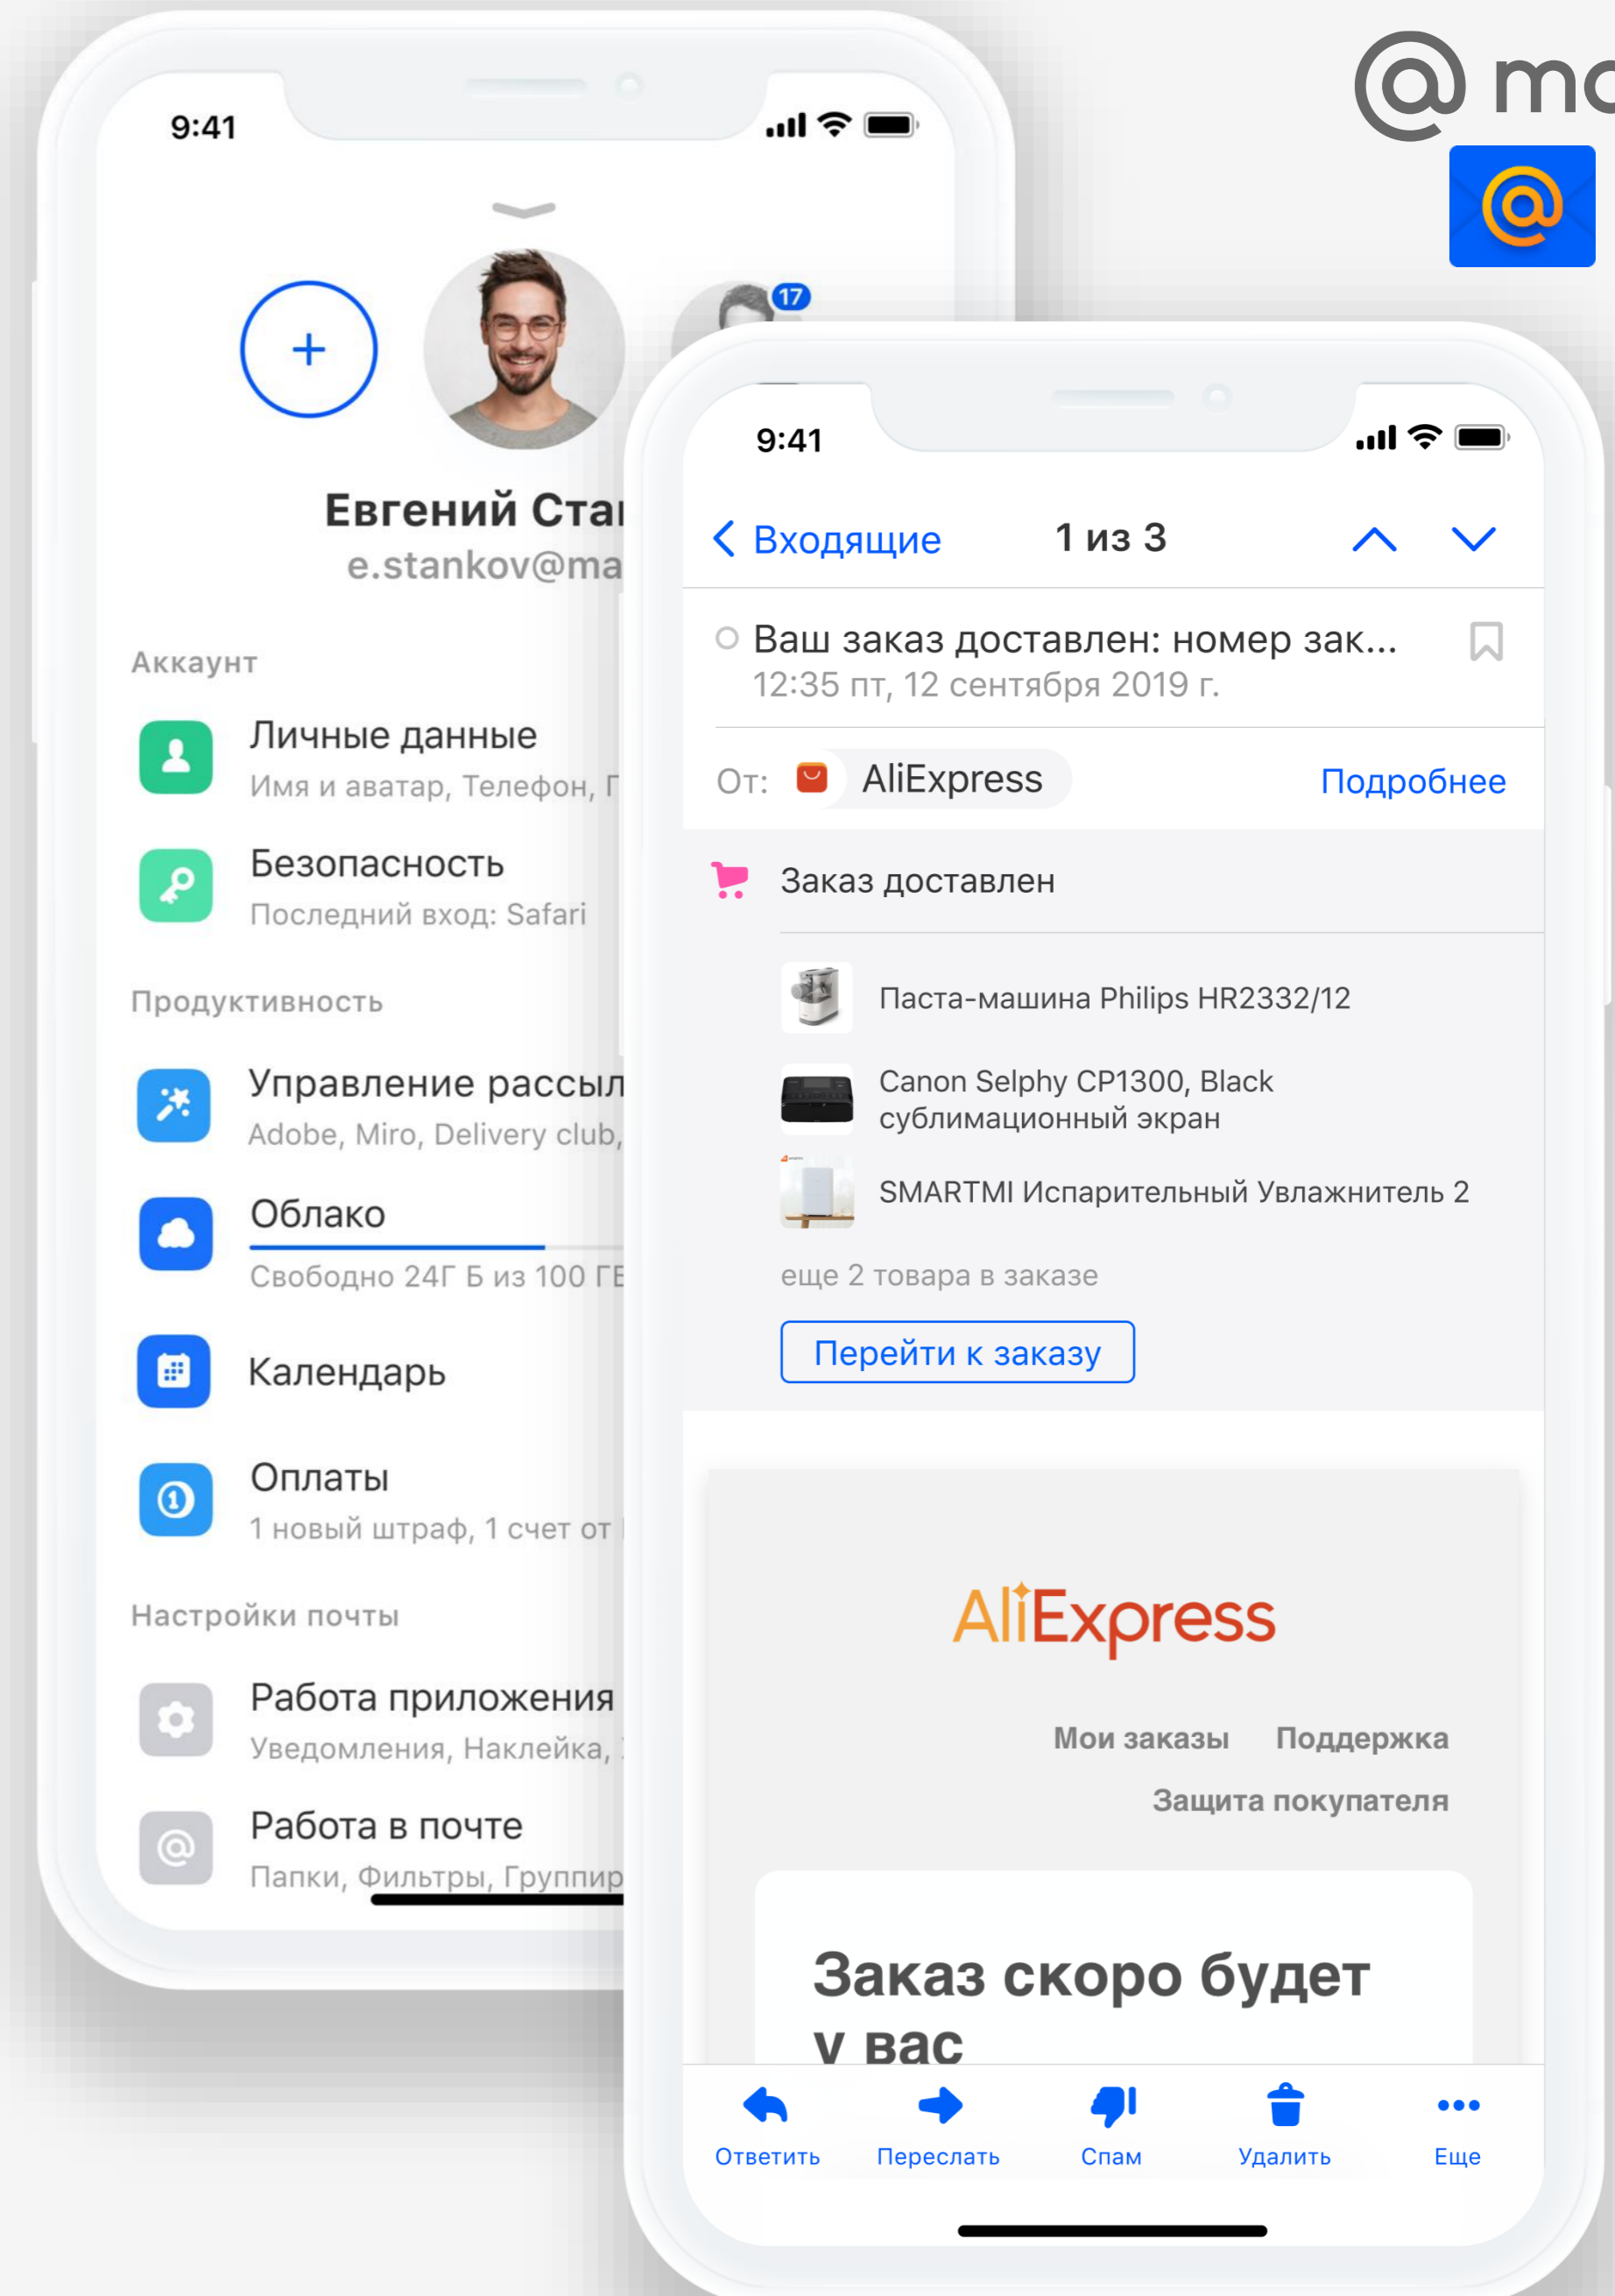 9:41
17
Евгений
e.stankov@ma
Аккаунт
Личные данные
Имя и аватар, Телефон,
Безопасность
Последний вход: Safari
Продуктивность
Управление
Adobe, Miro, Delivery club,
Облако
Свободно 24Г Б из 100
Календарь
Оплаты
1 новый штраф, 1 счет от
Настройки почты
Работа приложения
Уведомления, Наклейка,
Работа в почте
Папки, Фильтры,
9:41
Входящие 1 из 3
Ваш заказ доставлен: номер зак...
12:35 пт, 12 сентября 2019 г.
От: AliExpress Подробнее
Заказ доставлен
Паста-машина Philips HR2332/12
Canon Selphy CP1300, Black
сублимационный экран
SMARTMI Испарительный Увлажнитель 2
еще 2 товара в заказе
Перейти к заказу
AliExpress
Мои заказы Поддержка
Защита покупателя
Заказ скоро будет
у вас
Ответить Переслать Спам Удалить Еще